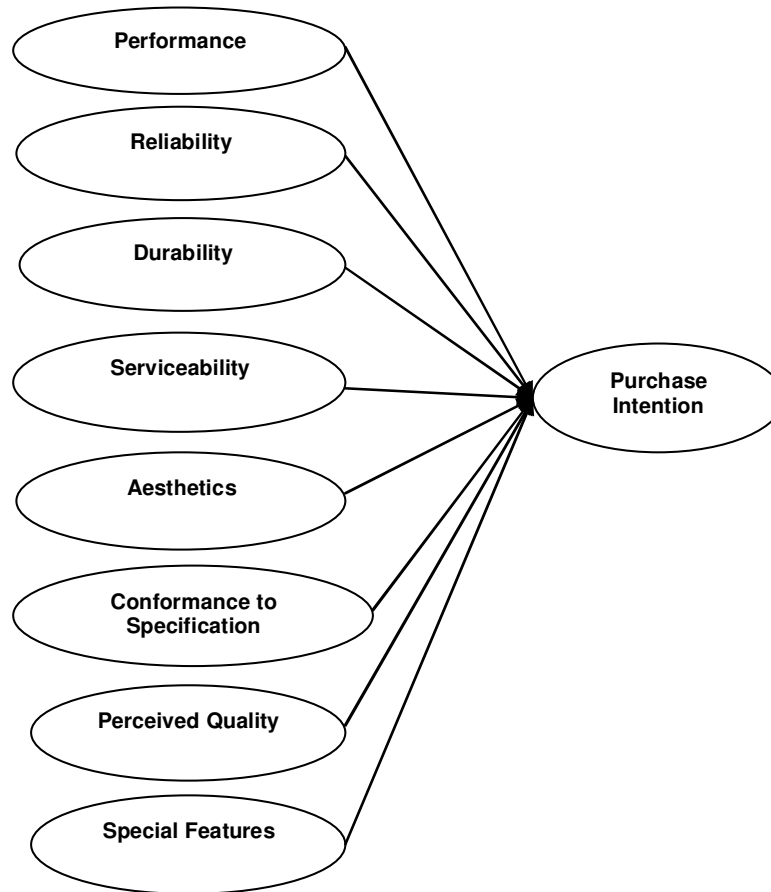 Performance
Reliability
Durability
Serviceability
Purchase
Intention
Aesthetics
Conformance to
Specification
Perceived Quality
Special Features